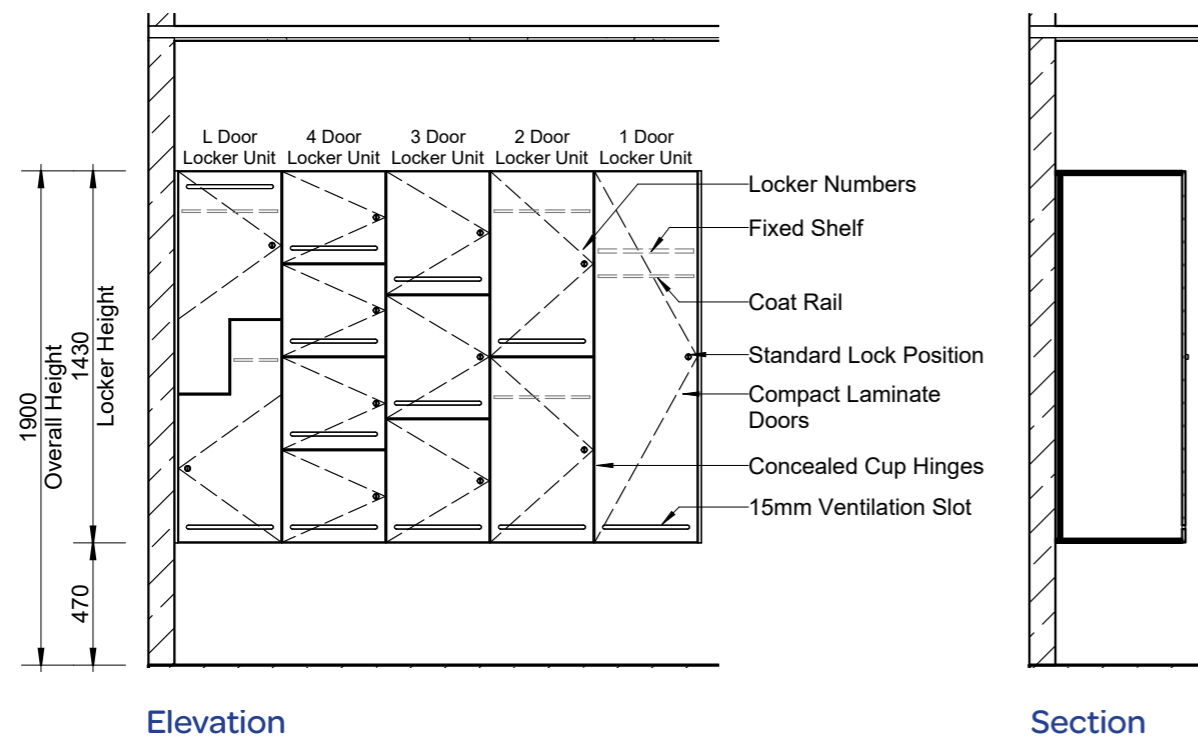 L Door
Locker Unit
4 Door
Locker Unit
3 Door
Locker Unit
2 Door
Locker Unit
1 Door
Locker Unit
1900
Overall Height
1430
Locker Height
470
Locker Numbers
Fixed Shelf
Coat Rail
Standard Lock Position
Compact Laminate
Doors
Concealed Cup Hinges
15mm Ventilation Slot
Elevation
Section